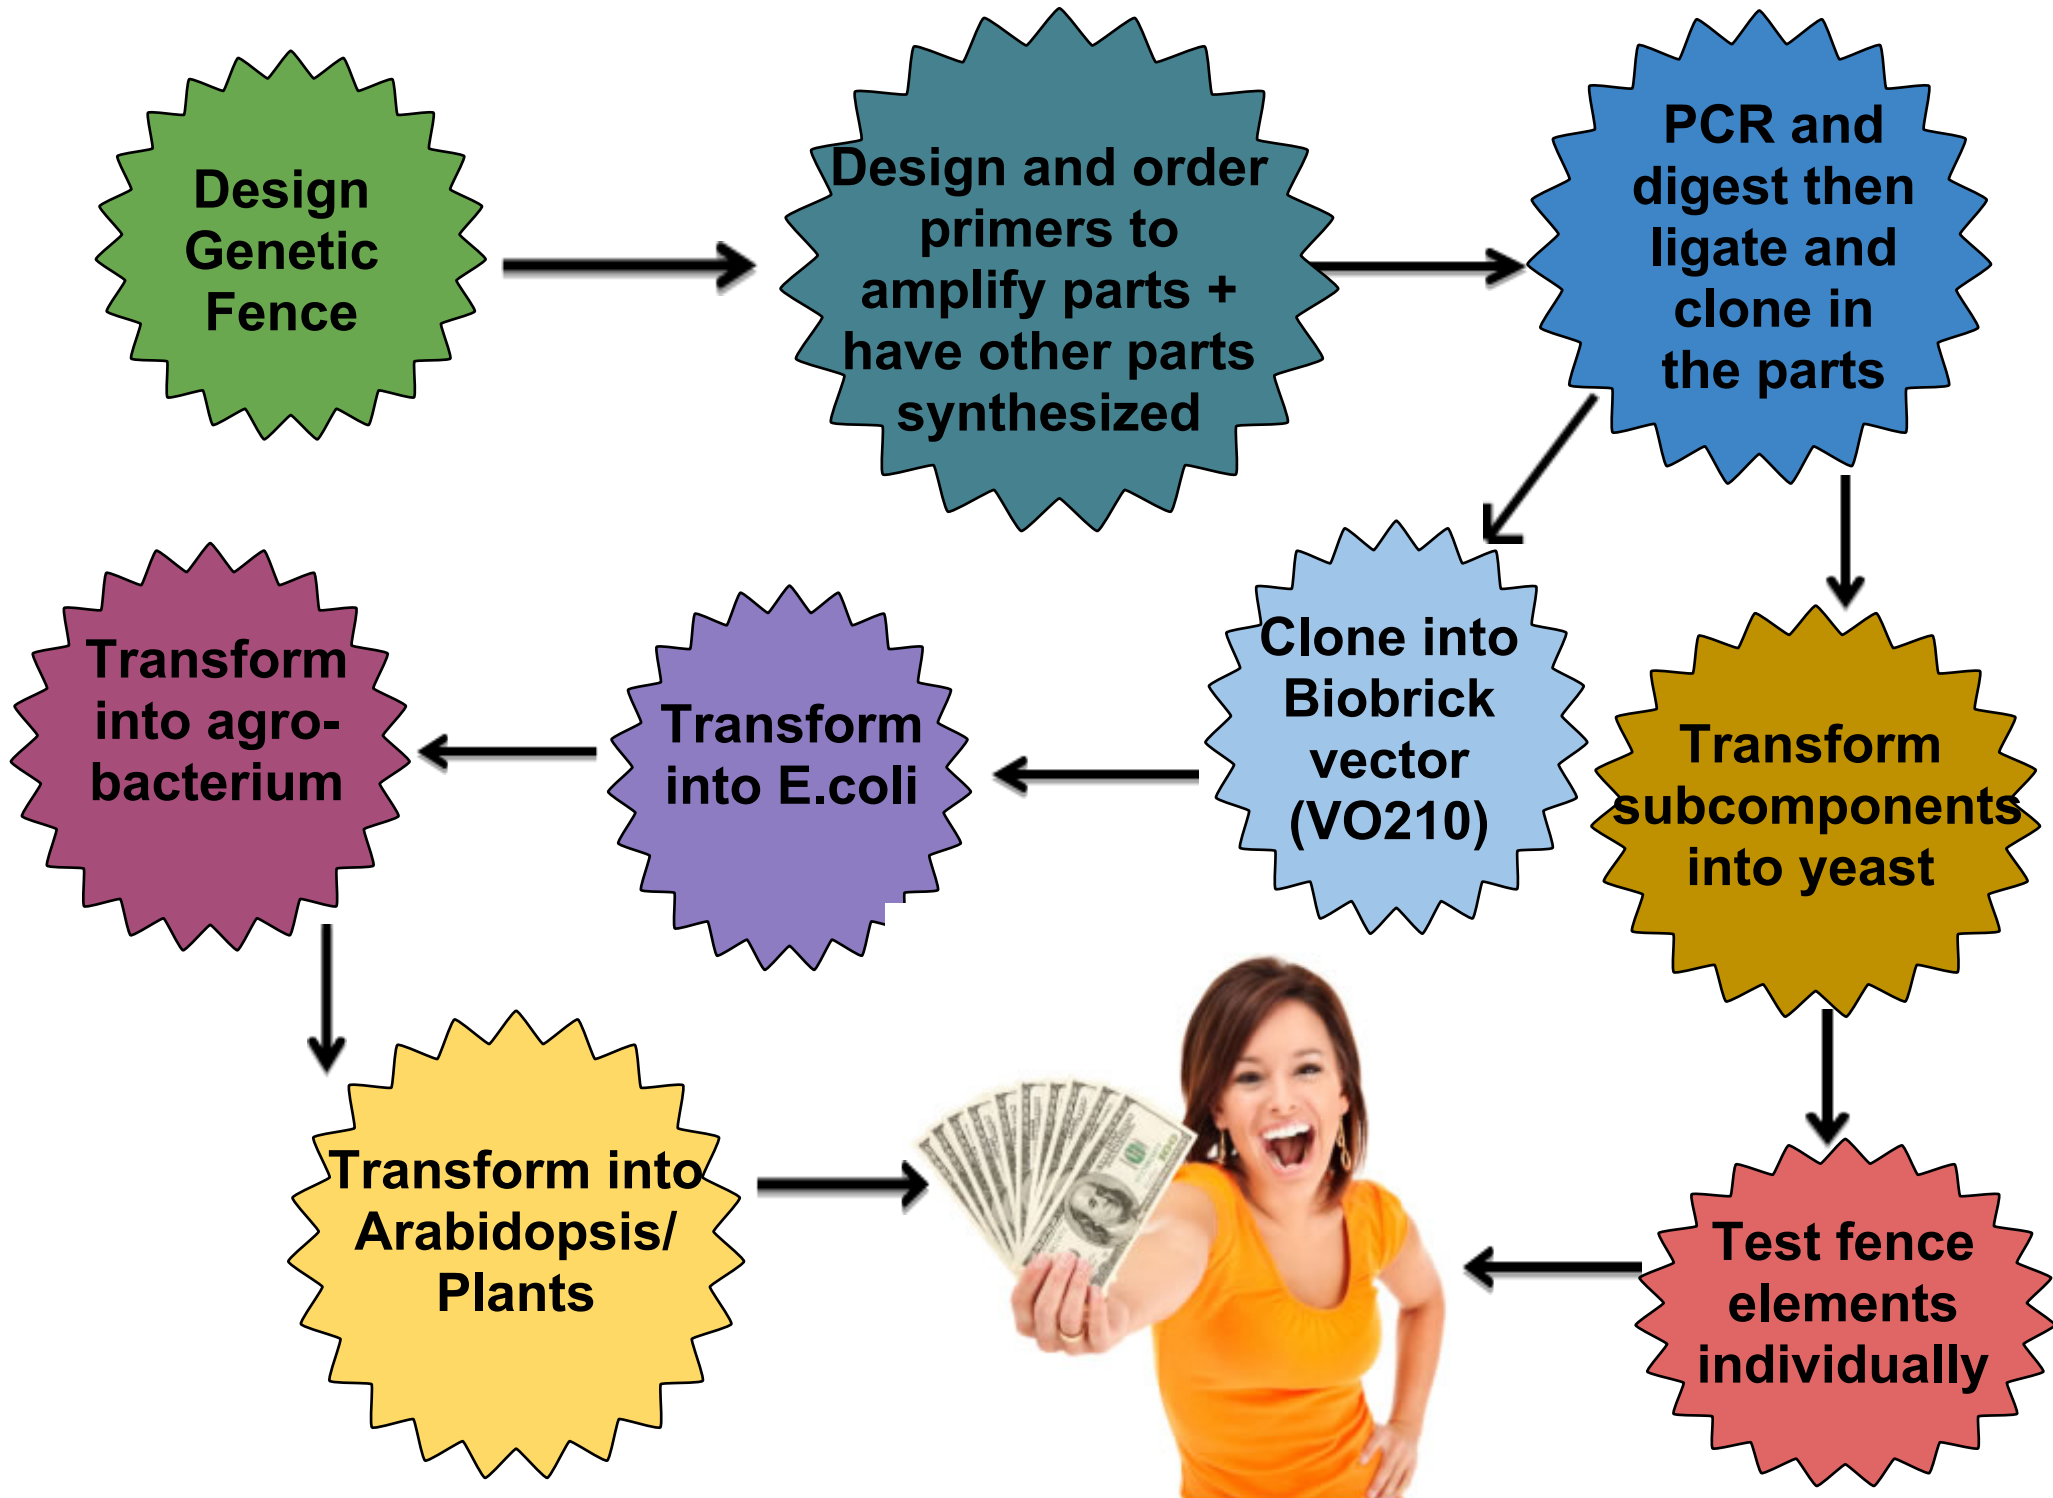 Design
Genetic
Fence
Design and order
primers to
amplify parts +
have other parts
synthesized
PCR and
digest then
ligate and
clone in
the parts
Clone into
Biobrick
vector
(VO210)
Transform
subcomponents
into yeast
Transform
into E.coli
Transform
into agro-
bacterium
Transform into
Arabidopsis/
Plants
Test fence
elements
individually